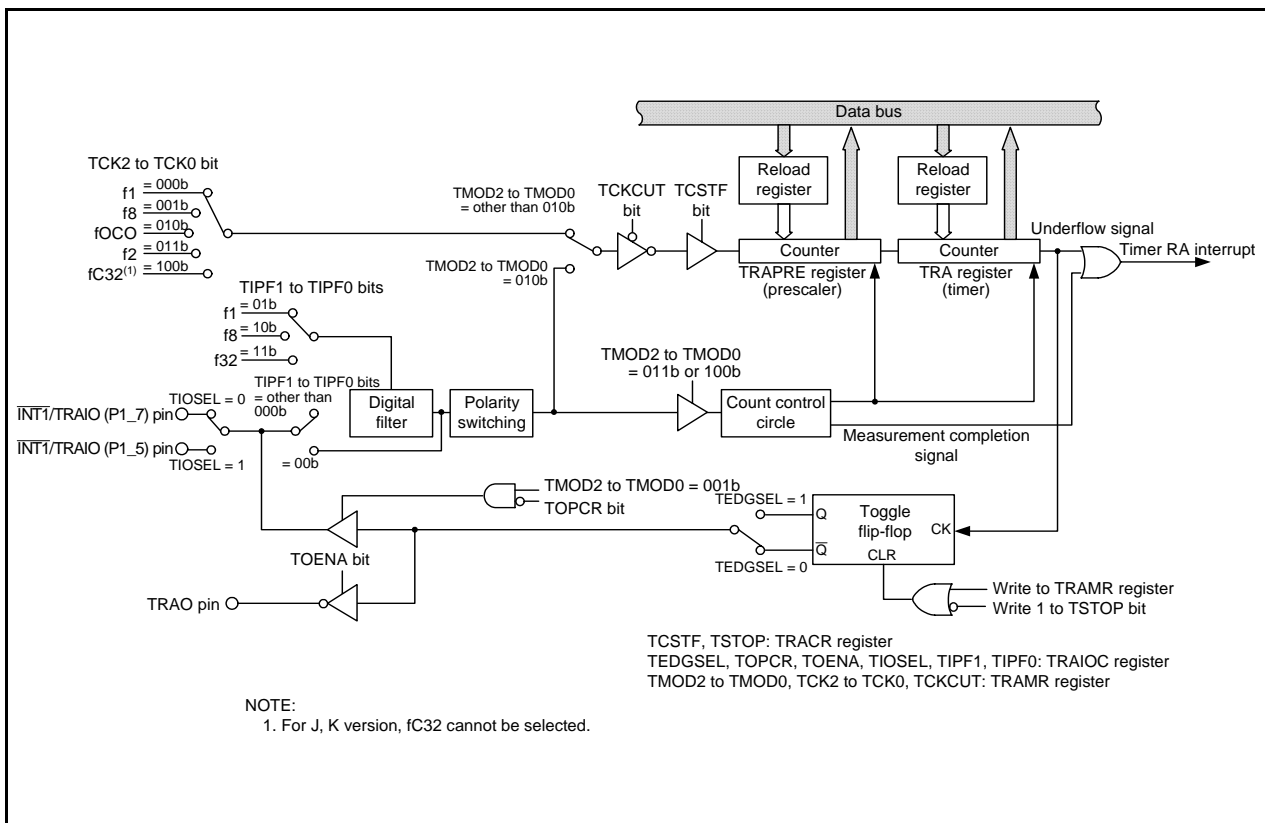 Data bus
TCK2 to TCK0 bit
f1 = 000b
f8 = 001b
fOCO = 010b
f2 = 011b
fC32(1) = 100b
TMOD2 to TMOD0
= other than 010b
TMOD2 to TMOD0
= 010b
TCKCUT
bit
TCSTF
bit
Reload
register
Reload
register
Counter
Counter
TRAPRE register
(prescaler)
TRA register
(timer)
Underflow signal
Timer RA interrupt
TIPF1 to TIPF0 bits
f1 = 01b
f8 = 10b
f32 = 11b
TIPF1 to TIPF0 bits
= other than
000b
= 00b
TIOSEL = 0
INT1/TRAIO (P1_7) pin
INT1/TRAIO (P1_5) pin
TIOSEL = 1
Digital
filter
Polarity
switching
TMOD2 to TMOD0
= 011b or 100b
Count control
circle
Measurement completion
signal
TMOD2 to TMOD0 = 001b
TOPCR bit
TEDGSEL = 1
TEDGSEL = 0
Q
Q
Toggle
flip-flop
CK
CLR
TOENA bit
TRAO pin
Write to TRAMR register
Write 1 to TSTOP bit
TCSTF, TSTOP: TRACR register
TEDGSEL, TOPCR, TOENA, TIOSEL, TIPF1, TIPF0: TRAIOC register
TMOD2 to TMOD0, TCK2 to TCK0, TCKCUT: TRAMR register
NOTE:
1. For J, K version, fC32 cannot be selected.